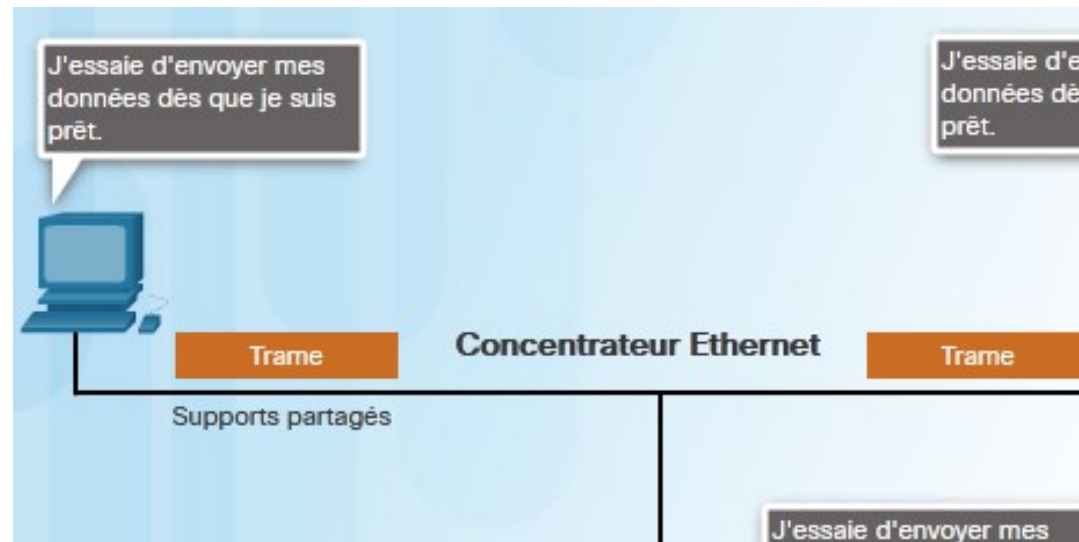 J'essaie d'envoyer mes
données dès que je suis
prêt.
J'essaie d'e
données dè
prêt.
Trame
Concentrateur Ethernet
Trame
Supports partagés
J'essaie d'envoyer mes